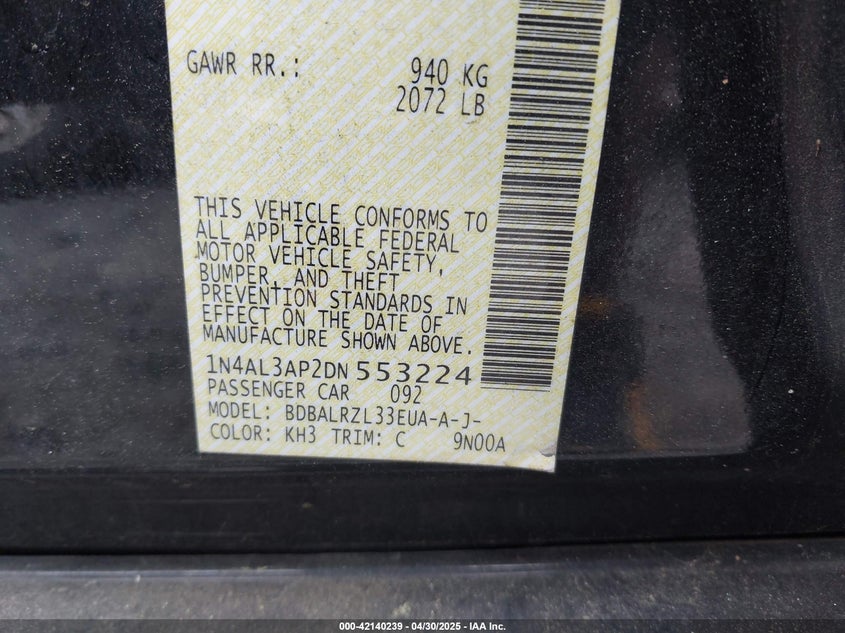 GAWR RR.: 940 KG
2072 LB
THIS VEHICLE CONFORMS TO
ALL APPLICABLE FEDERAL
MOTOR VEHICLE SAFETY,
BUMPER, AND THEFT
PREVENTION STANDARDS IN
EFFECT ON THE DATE OF
MANUFACTURE SHOWN ABOVE.
1N4AL3AP2DN553224
PASSENGER CAR 092
MODEL: BDBALRZL33EUA-A-J-
COLOR: KH3 TRIM: C 9N00A
000-42140239 - 04/30/2025 - IAA Inc.